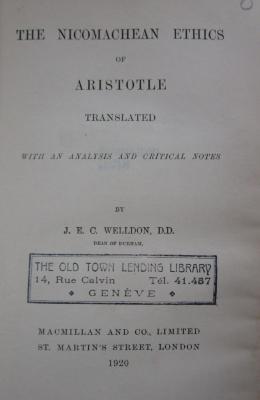 THE NICOMACHEAN ETHICS
OF
ARISTOTLE
TRANSLATED
WITH AN ANALYSIS AND CRITICAL NOTES
BY
J. E. C. WELLDON, D.D.
DEAN OF DURHAM,
THE OLD TOWN LENDING LIBRARY
14, Rue Calvin Tél. 41.457
GENÈVE
MACMILLAN AND CO., LIMITED
ST. MARTIN'S STREET, LONDON
1920